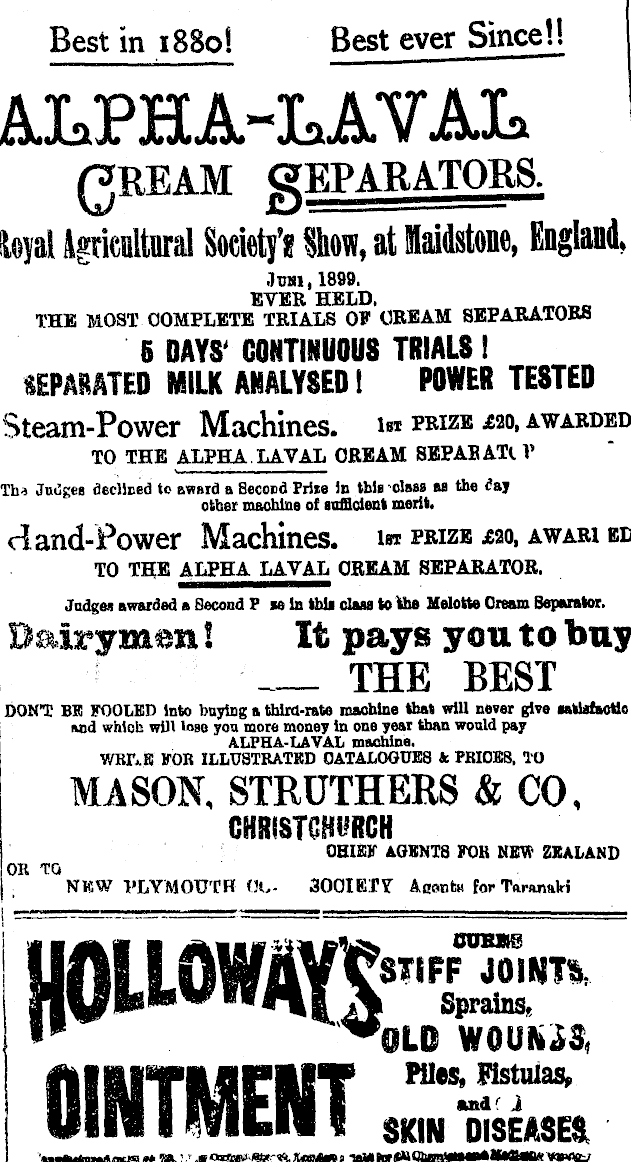 Best in 1880! Best ever Since!!
ALPHA-LAVAL
CREAM SEPARATORS.
Royal Agricultural Society's Show, at Maidstone, England,
JUNE, 1899.
EVER HELD.
THE MOST COMPLETE TRIALS OF CREAM SEPARATORS
5 DAYS' CONTINUOUS TRIALS!
SEPARATED MILK ANALYSED! POWER TESTED
Steam-Power Machines. 1ST PRIZE £20, AWARDED
TO THE ALPHA LAVAL CREAM SEPARAT
The Judges declined to award a Second Prize in this class as the day
other machine of sufficient merit.
Hand-Power Machines. 1ST PRIZE £20, AWAR ED
TO THE ALPHA LAVAL CREAM SEPARATOR.
Judges awarded a Second P se in this class to the Melotte Cream Separator.
Dairymen! It pays you to buy
THE BEST
DON'T BE FOOLED into buying a third-rate machine that will never give satisfactio
and which will lose you more money in one year than would pay
ALPHA-LAVAL machine.
WRITE FOR ILLUSTRATED CATALOGUES & PRICES, TO
MASON, STRUTHERS & CO,
CHRISTCHURCH
CHIEF AGENTS FOR NEW ZEALAND
OR TO
NEW PLYMOUTH SOCIETY Agents for Taranaki
HOLLOWAY'S
OINTMENT
CURES
STIFF JOINTS,
Sprains,
OLD WOUNDS,
Piles, Fistulas,
and
SKIN DISEASES